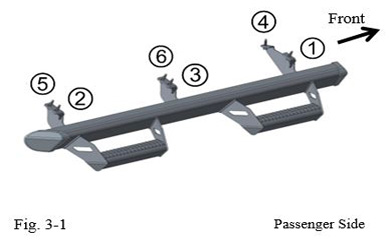 Front
④
①
⑥
③
⑤
②
Fig. 3-1
Passenger Side